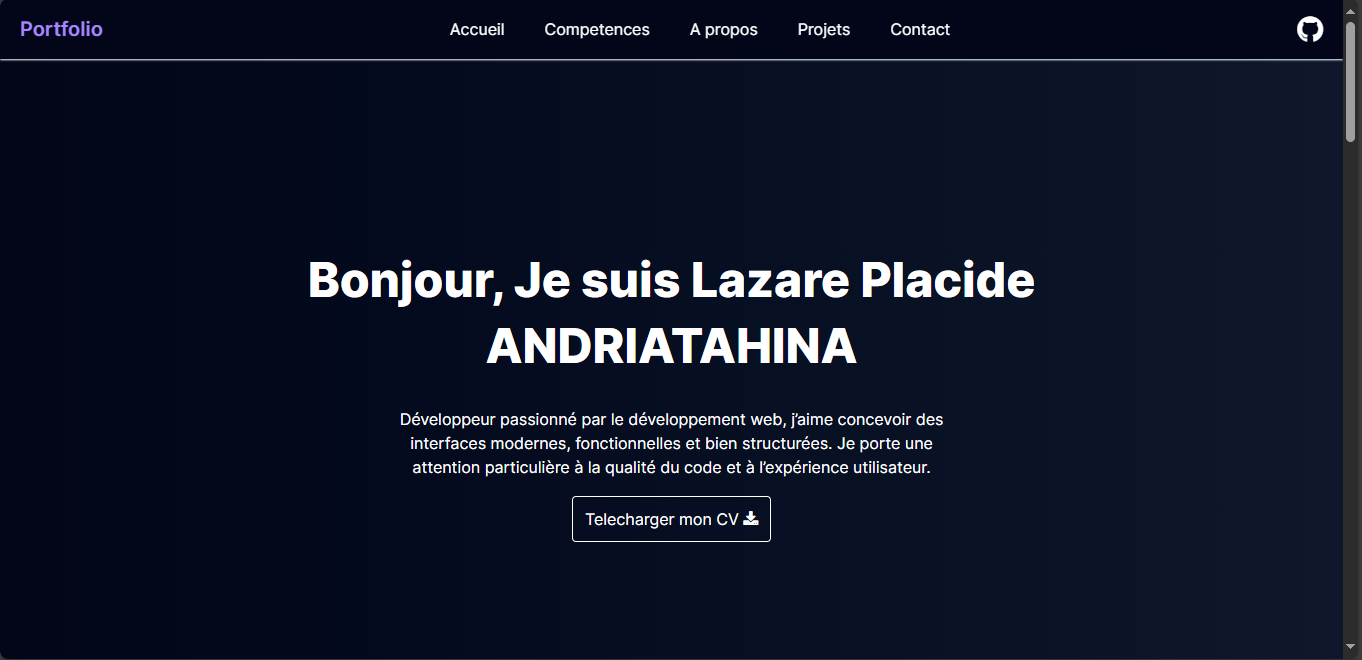 Portfolio
Accueil Competences A propos Projets Contact
Bonjour, Je suis Lazare Placide
ANDRIATAHINA
Développeur passionné par le développement web, j’aime concevoir des
interfaces modernes, fonctionnelles et bien structurées. Je porte une
attention particulière à la qualité du code et à l’expérience utilisateur.
Telecharger mon CV